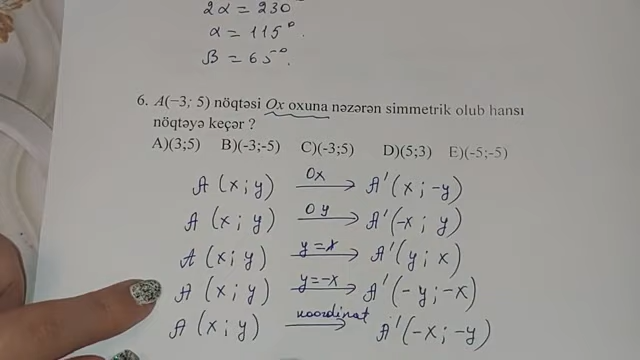 2α = 230°
α = 115°.
β = 65°.
6. A(−3; 5) nöqtəsi Ox oxuna nəzərən simmetrik olub hansı
nöqtəyə keçər ?
A)(3;5) B)(-3;-5) C)(-3;5) D)(5;3) E)(-5;-5)
A (x ; y) Ox → A' (x ; -y)
A (x ; y) Oy → A' (-x ; y)
A (x ; y) y = x → A' (y ; x)
A (x ; y) y = -x → A' (-y ; -x)
A (x ; y) koordinat → A' (-x ; -y)